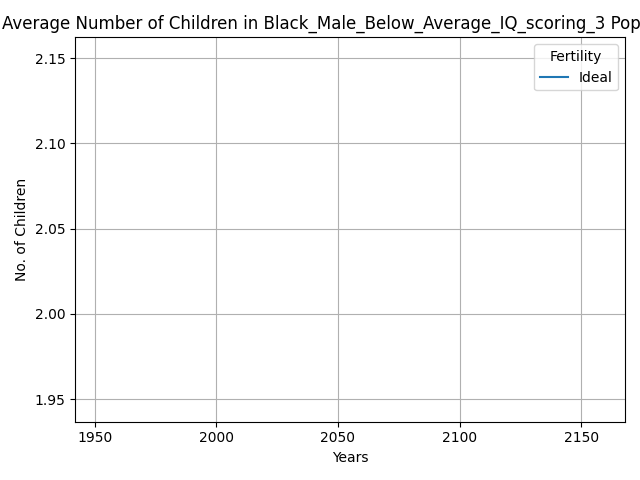 Average Number of Children in Black_Male_Below_Average_IQ_scoring_3 Pop
Fertility
Ideal
2.15
2.10
2.05
2.00
1.95
No. of Children
1950 2000 2050 2100 2150
Years